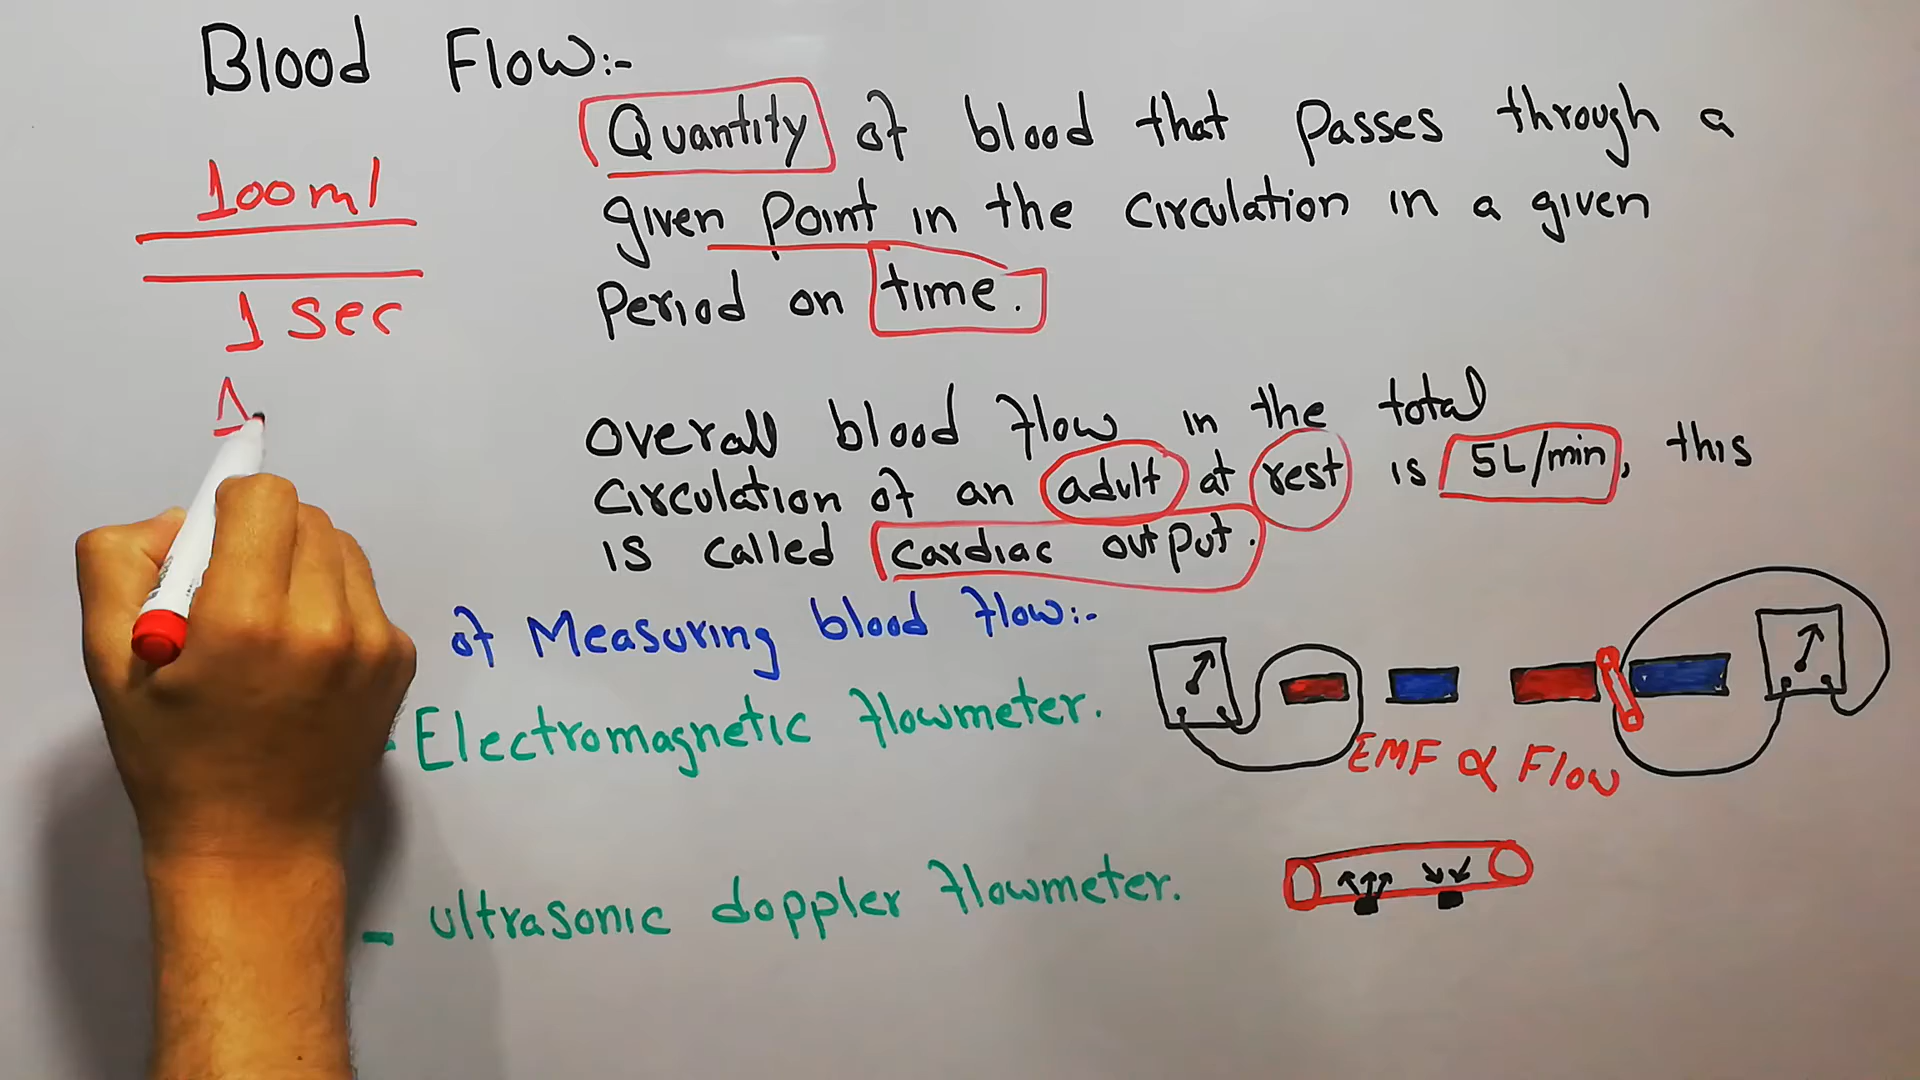 Blood Flow:-
Quantity of blood that passes through a
given point in the circulation in a given
period on time.
100ml
1 sec
overall blood flow in the total
circulation of an adult at rest is 5L/min, this
is called cardiac output.
of Measuring blood flow:-
- Electromagnetic flowmeter.
EMF ∝ Flow
- ultrasonic doppler flowmeter.